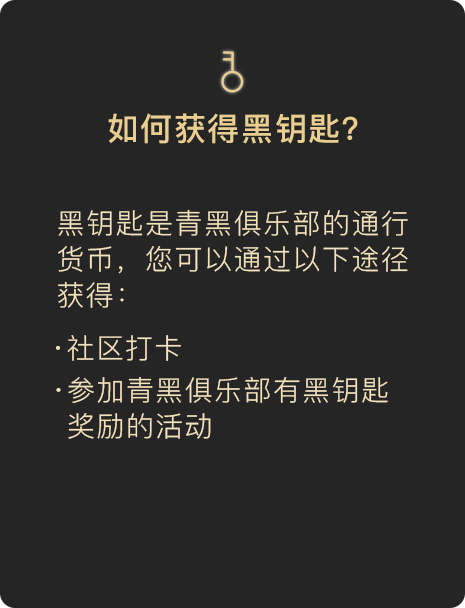 如何获得黑钥匙?
黑钥匙是青黑俱乐部的通行
货币，您可以通过以下途径
获得：
·社区打卡
·参加青黑俱乐部有黑钥匙
奖励的活动